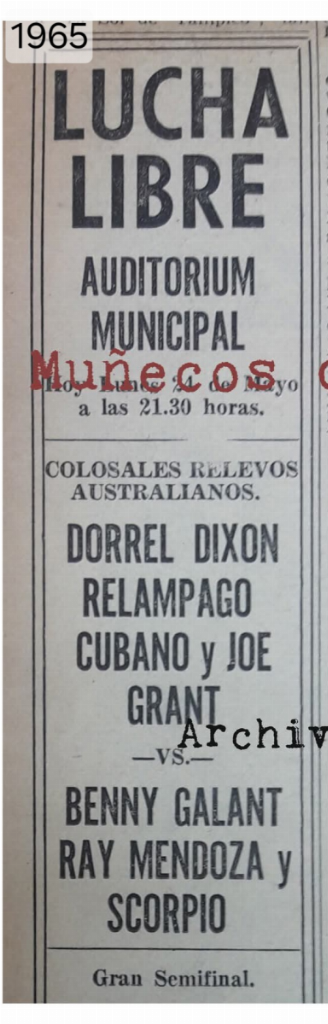 1965
LUCHA
LIBRE
AUDITORIUM
MUNICIPAL
Muñecos
Hoy Lunes 24 de Mayo
a las 21.30 horas.
COLOSALES RELEVOS
AUSTRALIANOS.
DORREL DIXON
RELAMPAGO
CUBANO y JOE
GRANT
Archiv
—VS.—
BENNY GALANT
RAY MENDOZA y
SCORPIO
Gran Semifinal.